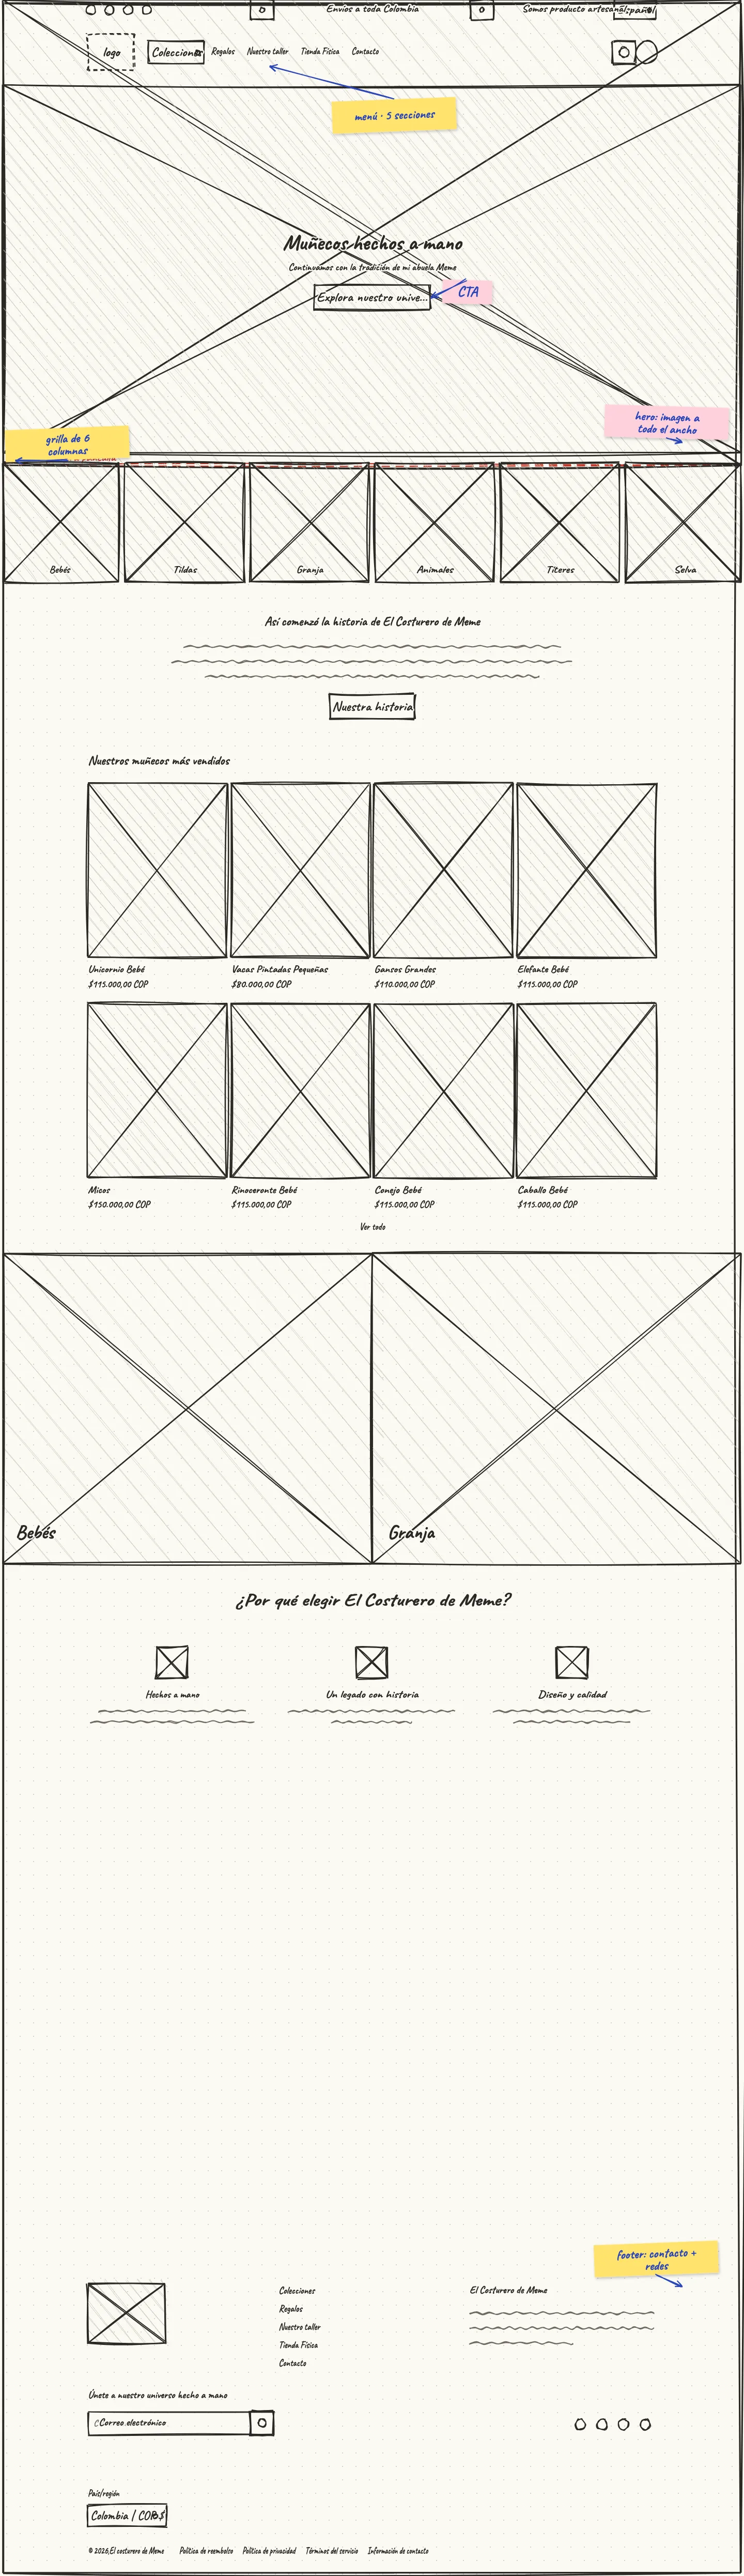 Envíos a toda Colombia
Somos producto artesanal
Español
logo
Colecciones
Regalos
Nuestro taller
Tienda Física
Contacto
menú · 5 secciones
Muñecos hechos a mano
Continuamos con la tradición de mi abuela Meme
Explora nuestro unive...
CTA
hero: imagen a
todo el ancho
grilla de 6
columnas
Bebés
Tildas
Granja
Animales
Títeres
Selva
Así comenzó la historia de El Costurero de Meme
Nuestra historia
Nuestros muñecos más vendidos
Unicornio Bebé
$115.000,00 COP
Vacas Pintadas Pequeñas
$80.000,00 COP
Gansos Grandes
$110.000,00 COP
Elefante Bebé
$115.000,00 COP
Micos
$150.000,00 COP
Rinoceronte Bebé
$115.000,00 COP
Conejo Bebé
$115.000,00 COP
Caballo Bebé
$115.000,00 COP
Ver todo
Bebés
Granja
¿Por qué elegir El Costurero de Meme?
Hechos a mano
Un legado con historia
Diseño y calidad
footer: contacto +
redes
Colecciones
Regalos
Nuestro taller
Tienda Física
Contacto
El Costurero de Meme
Únete a nuestro universo hecho a mano
Correo electrónico
País/región
Colombia | COP $
© 2026,El costurero de Meme
Política de reembolso
Política de privacidad
Términos del servicio
Información de contacto